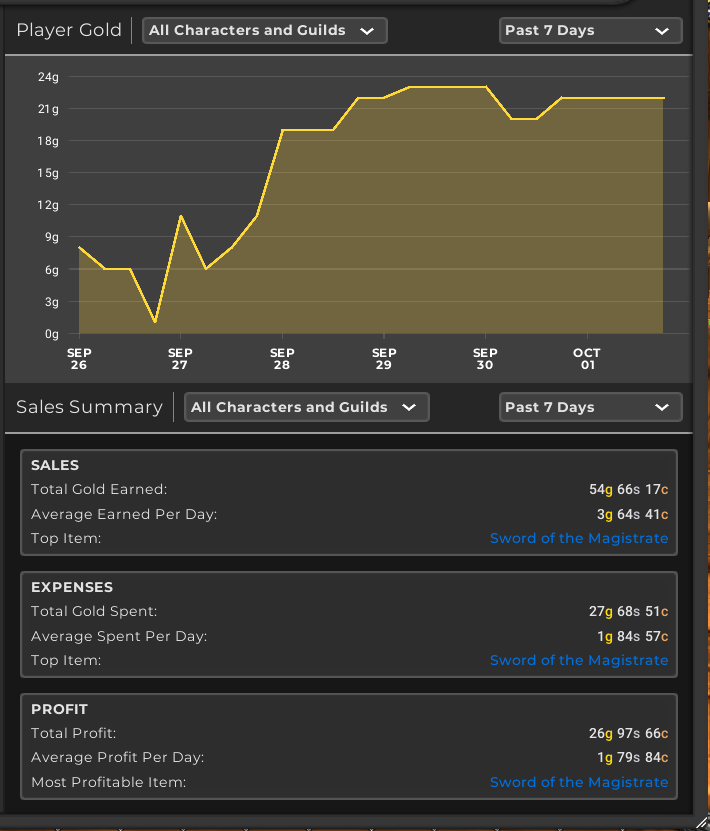 Player Gold All Characters and Guilds Past 7 Days
24g
21g
18g
15g
12g
9g
6g
3g
0g
SEP SEP SEP SEP SEP OCT
26 27 28 29 30 01
Sales Summary All Characters and Guilds Past 7 Days
SALES
Total Gold Earned: 54g 66s 17c
Average Earned Per Day: 3g 64s 41c
Top Item: Sword of the Magistrate
EXPENSES
Total Gold Spent: 27g 68s 51c
Average Spent Per Day: 1g 84s 57c
Top Item: Sword of the Magistrate
PROFIT
Total Profit: 26g 97s 66c
Average Profit Per Day: 1g 79s 84c
Most Profitable Item: Sword of the Magistrate